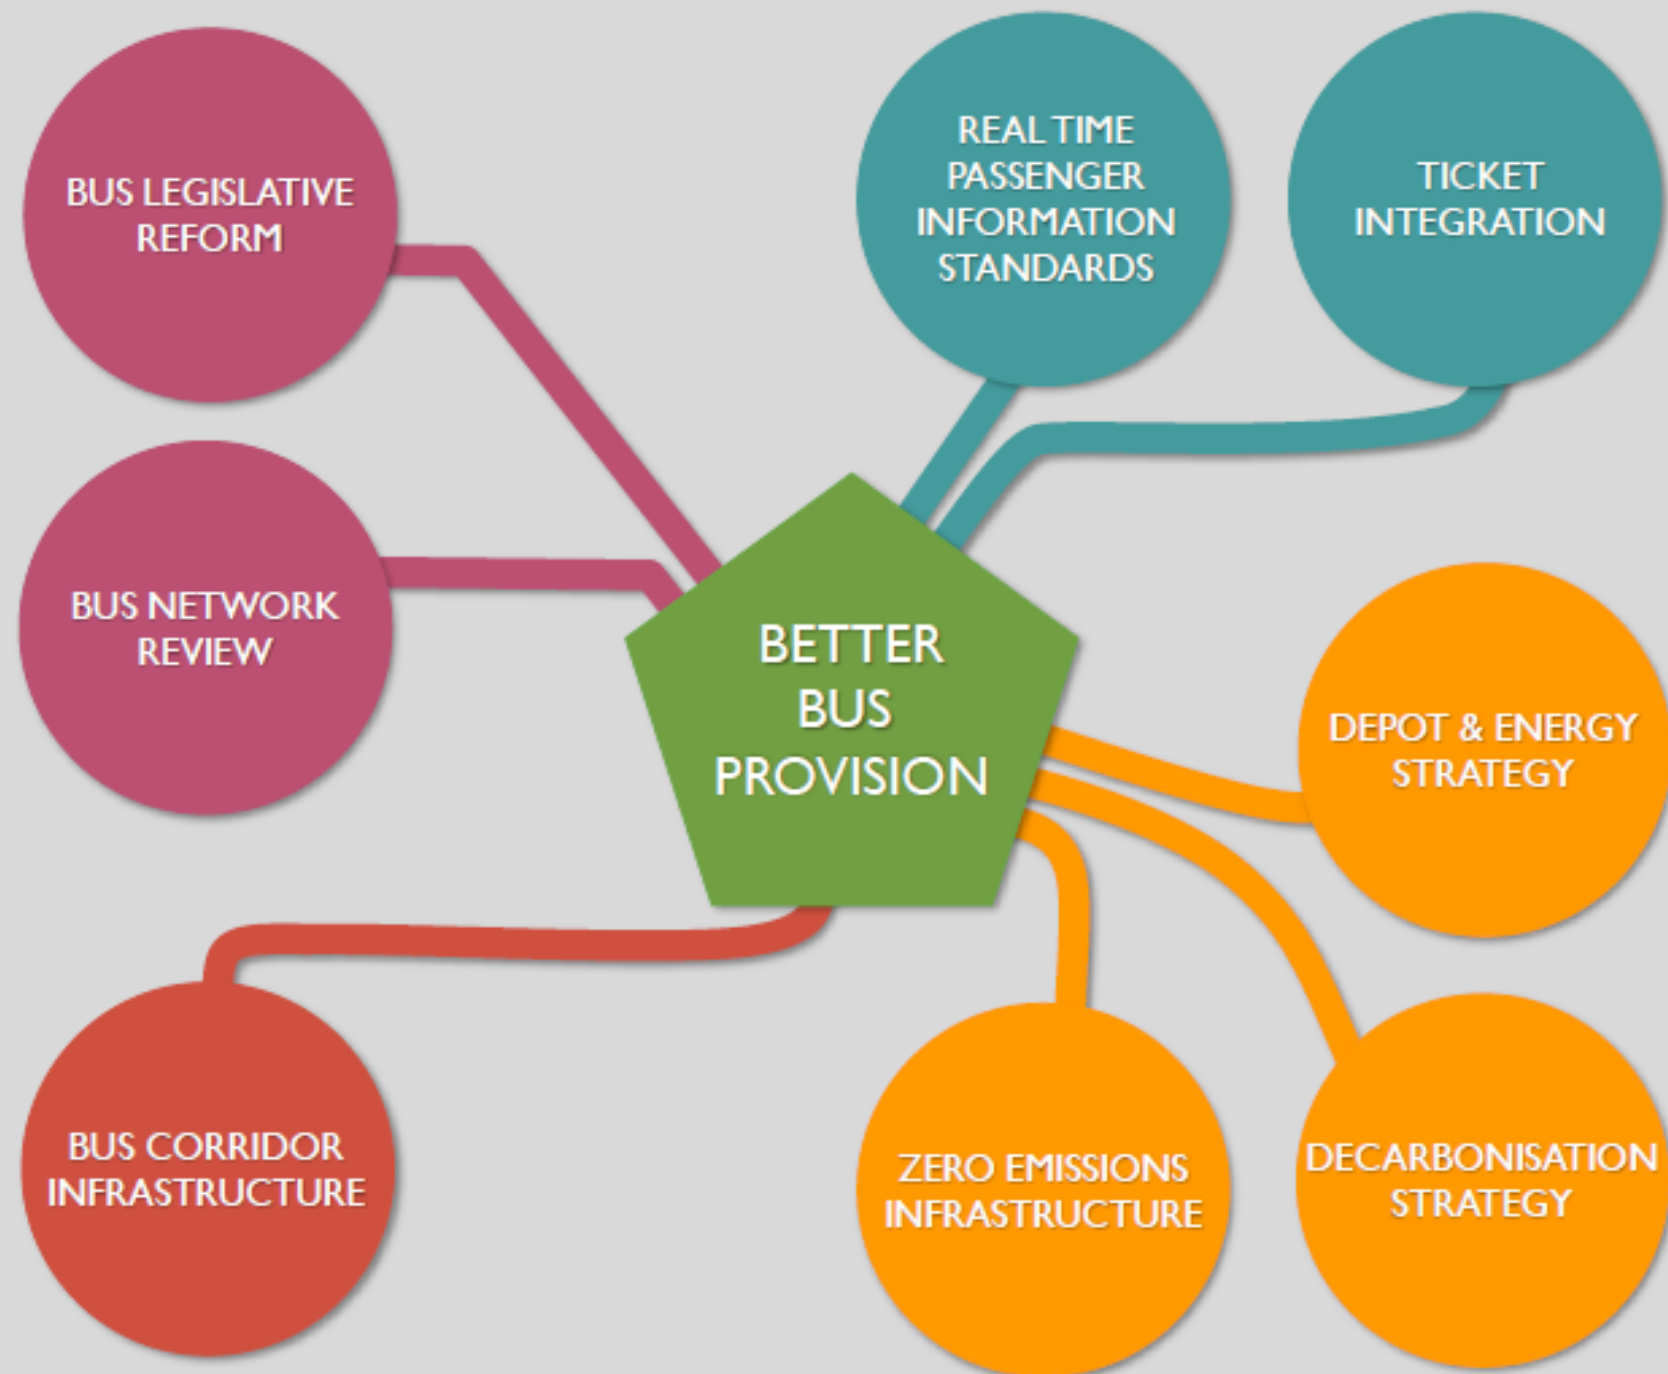 BUS LEGISLATIVE
REFORM
REAL TIME
PASSENGER
INFORMATION
STANDARDS
TICKET
INTEGRATION
BUS NETWORK
REVIEW
BETTER
BUS
PROVISION
DEPOT & ENERGY
STRATEGY
BUS CORRIDOR
INFRASTRUCTURE
ZERO EMISSIONS
INFRASTRUCTURE
DECARBONISATION
STRATEGY